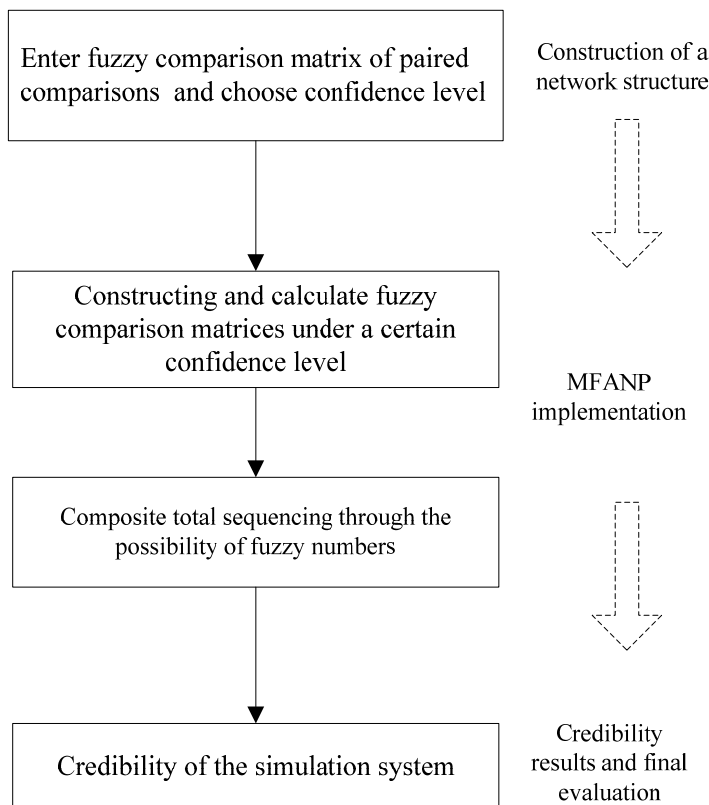 Enter fuzzy comparison matrix of paired
comparisons and choose confidence level
Construction of a
network structure
Constructing and calculate fuzzy
comparison matrices under a certain
confidence level
MFANP
implementation
Composite total sequencing through the
possibility of fuzzy numbers
Credibility of the simulation system
Credibility
results and final
evaluation